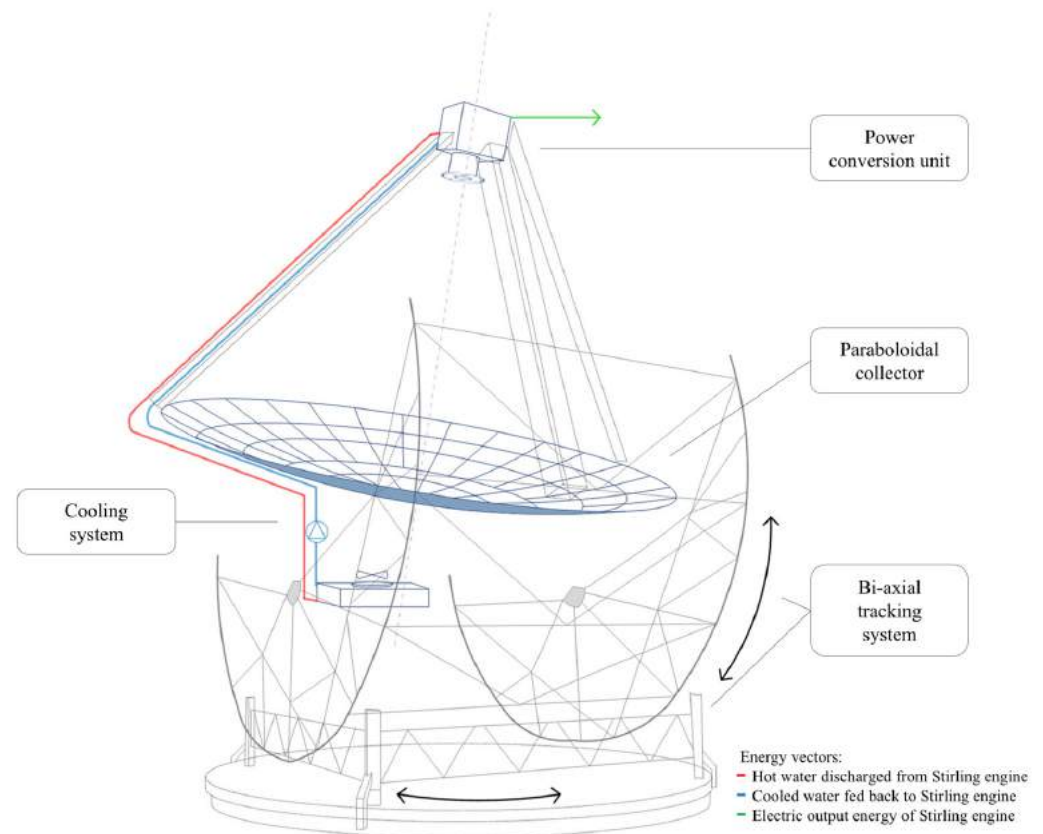 Power
conversion unit
Paraboloidal
collector
Cooling
system
Bi-axial
tracking
system
Energy vectors:
Hot water discharged from Stirling engine
Cooled water fed back to Stirling engine
Electric output energy of Stirling engine